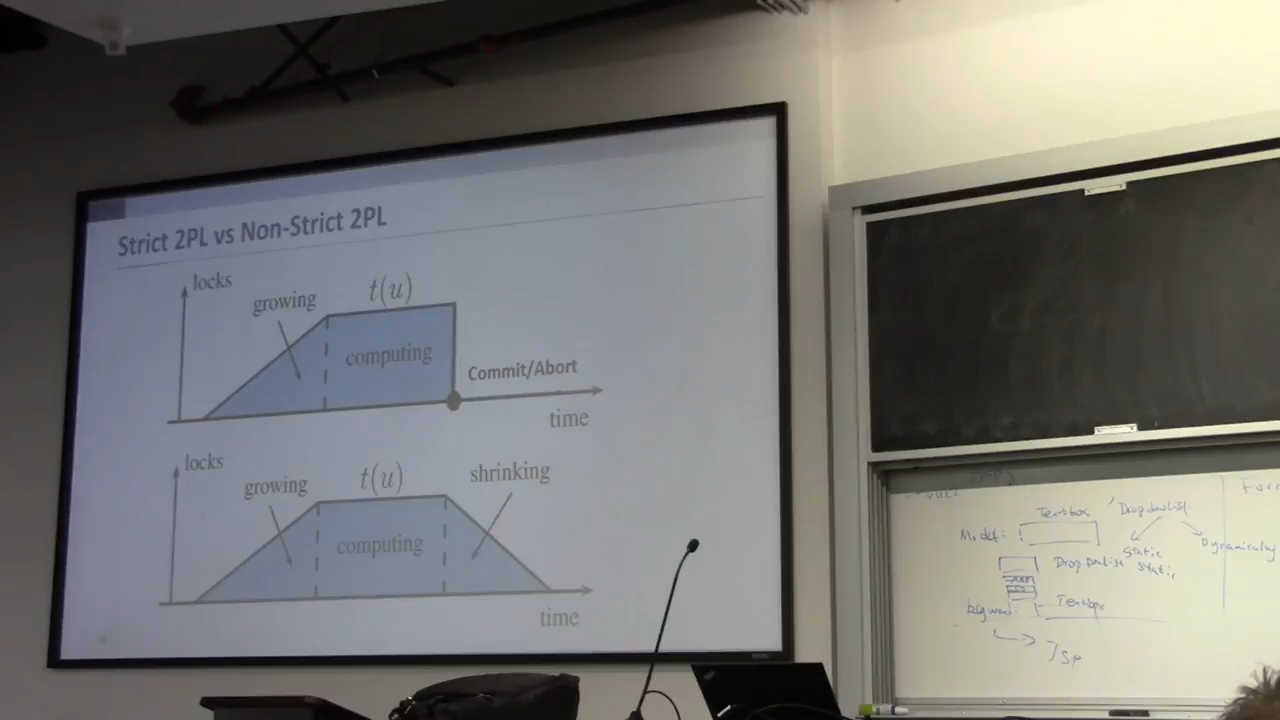 Strict 2PL vs Non-Strict 2PL
locks
growing
t(u)
computing
Commit/Abort
time
locks
growing
t(u)
shrinking
computing
time
Textbox
Dropdownlist
Model:
Static
Dynamically
Dropdownlist
Static
Textbox